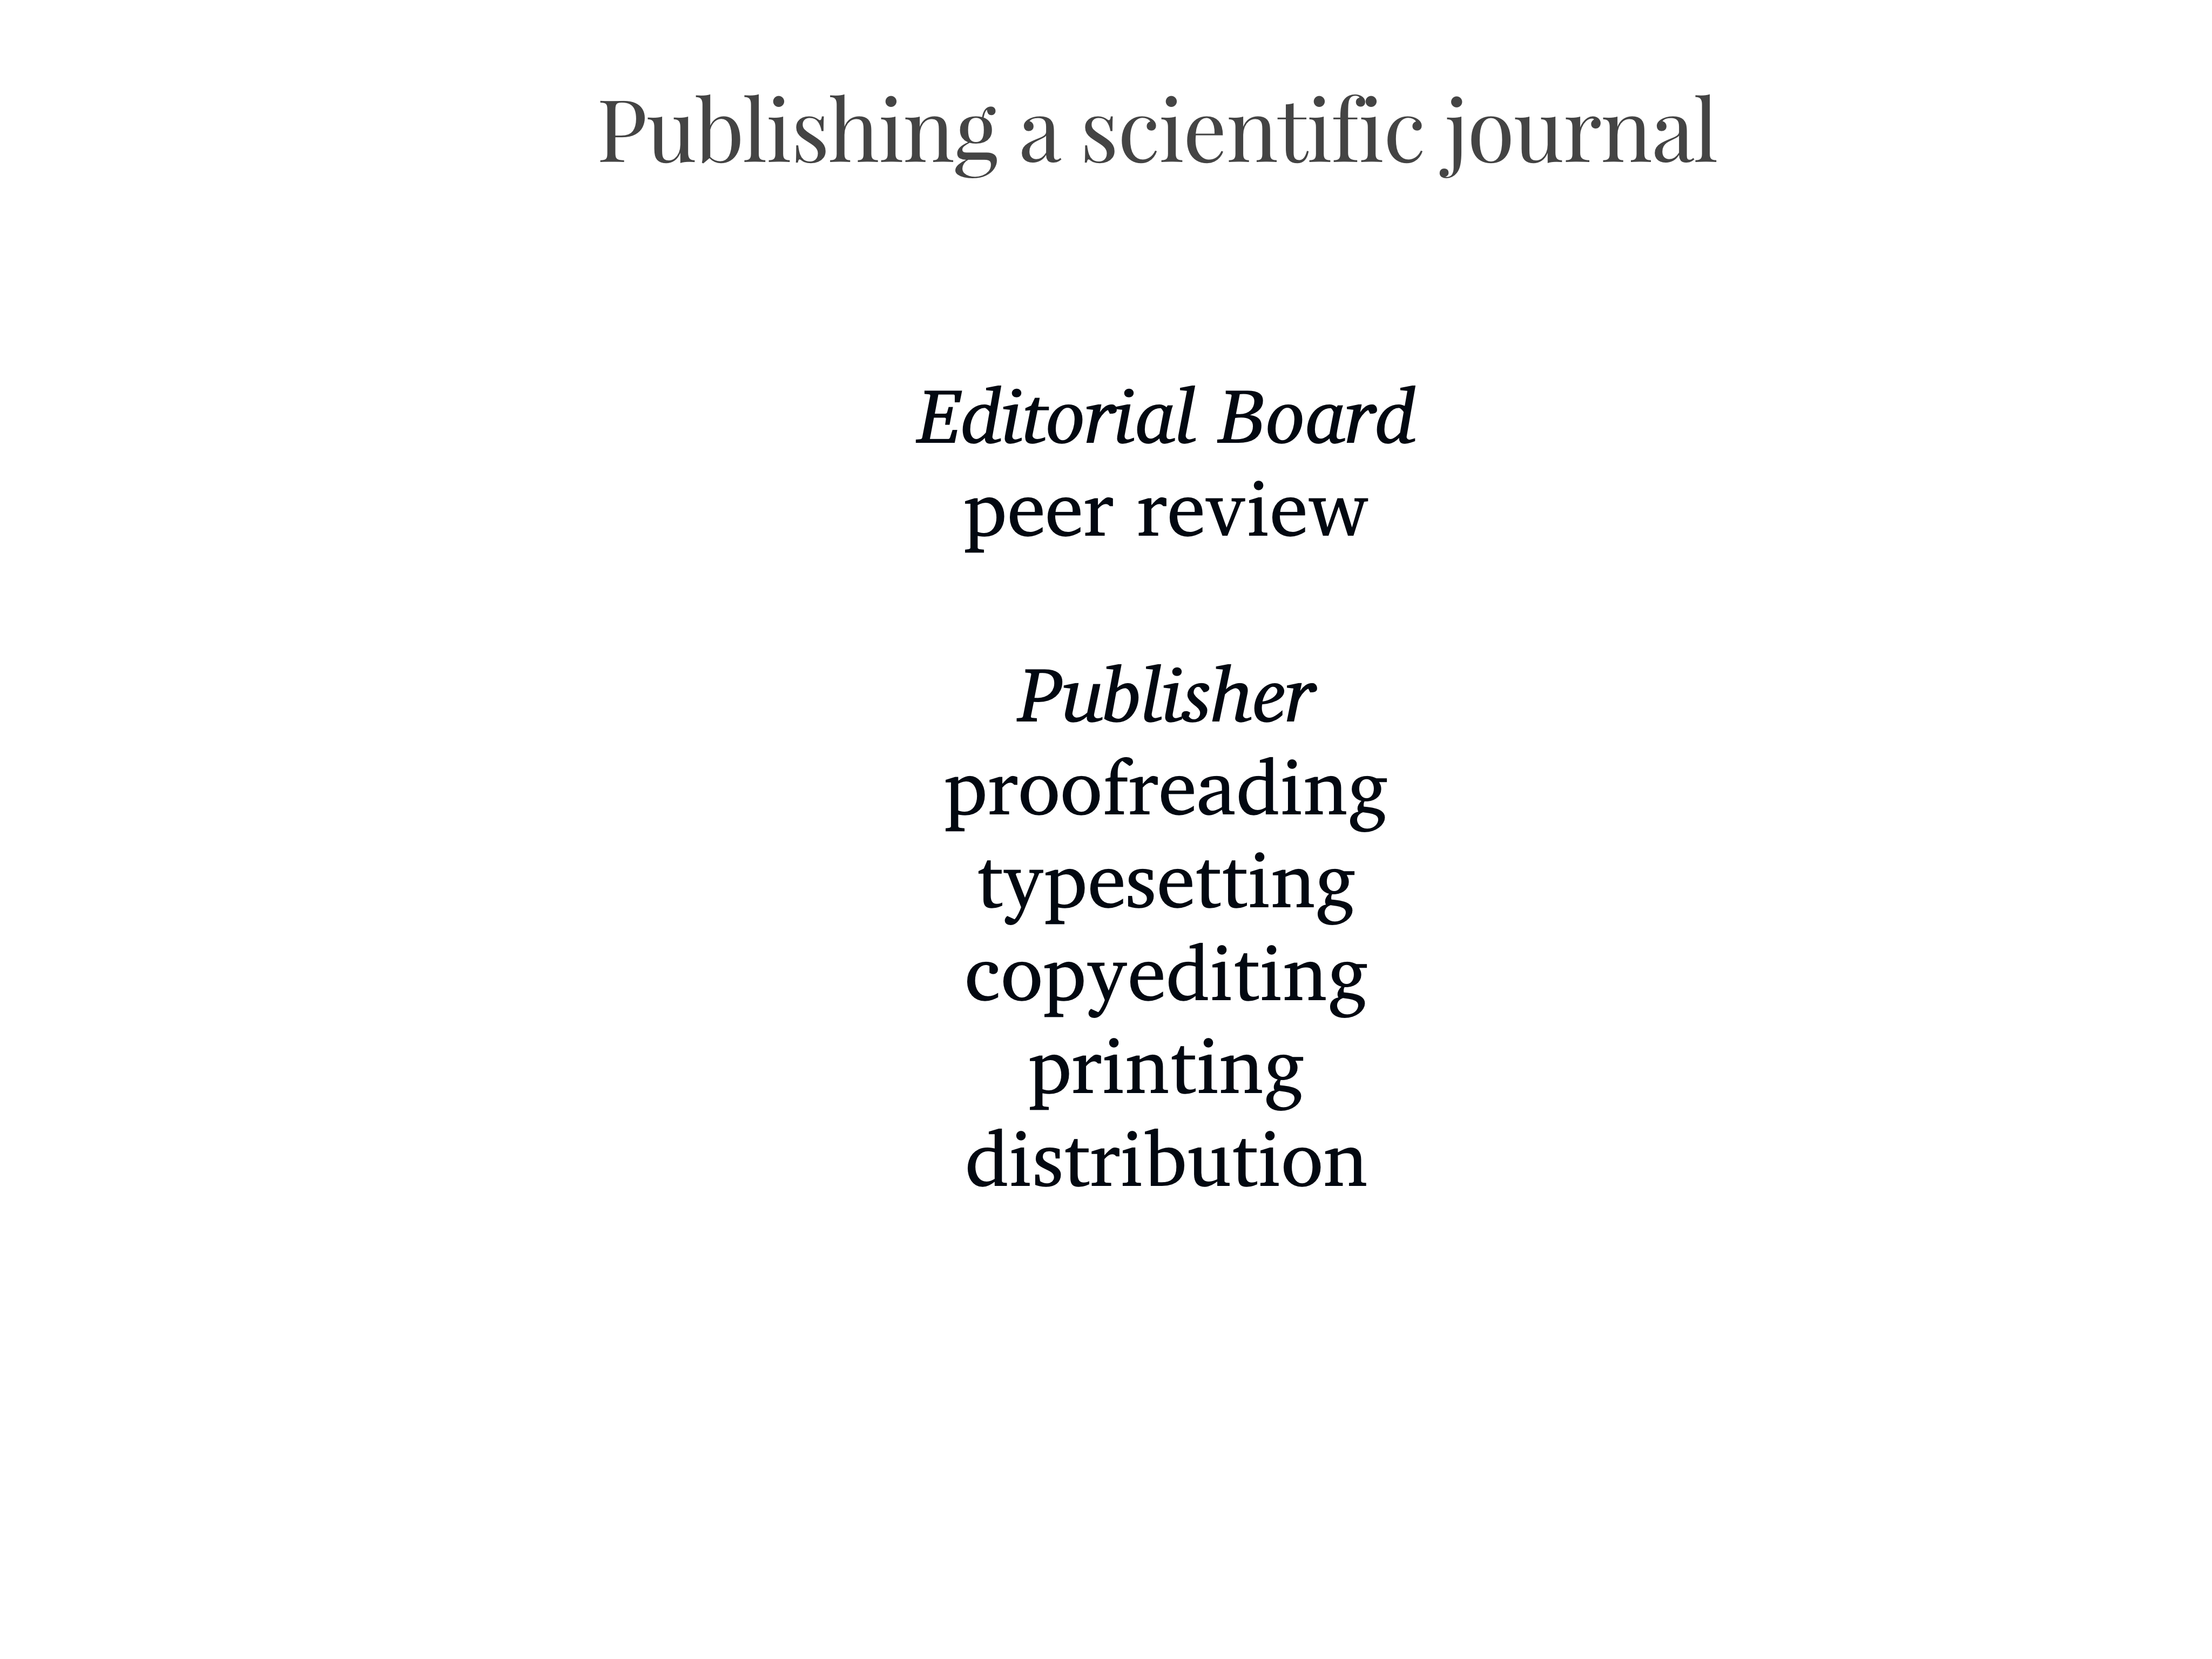 Publishing a scientific journal
Editorial Board
peer review
Publisher
proofreading
typesetting
copyediting
printing
distribution